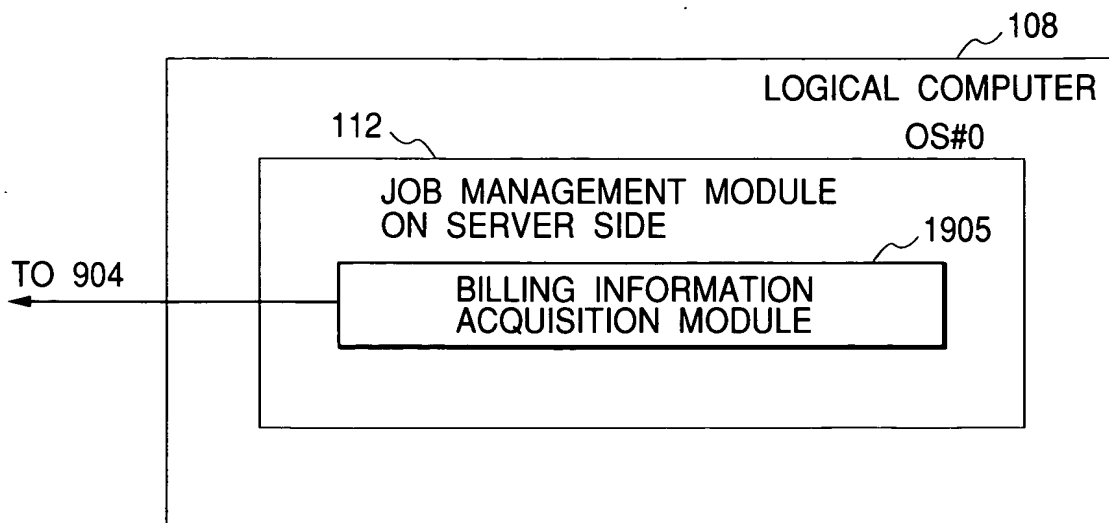 108
LOGICAL COMPUTER
OS#0
112
JOB MANAGEMENT MODULE
ON SERVER SIDE
1905
TO 904
BILLING INFORMATION
ACQUISITION MODULE